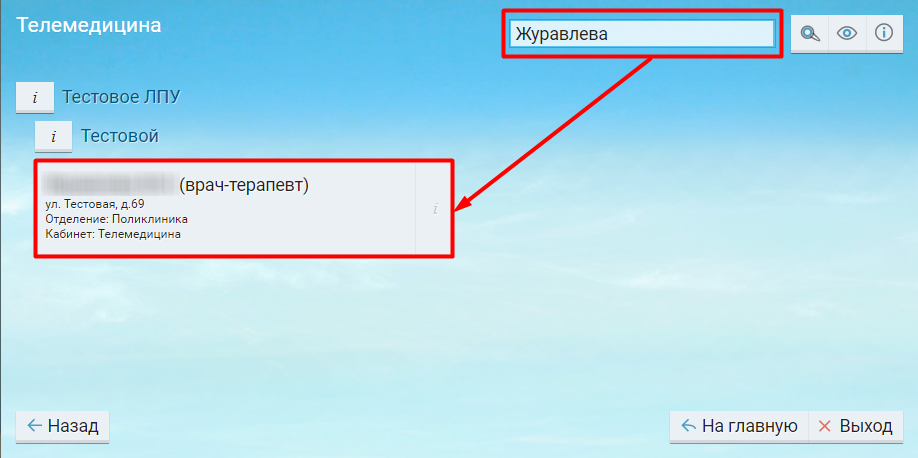 Телемедицина
Журавлева
i
Тестовое ЛПУ
i
Тестовой
(врач-терапевт)
i
ул. Тестовая, д.69
Отделение: Поликлиника
Кабинет: Телемедицина
Назад
На главную
Выход